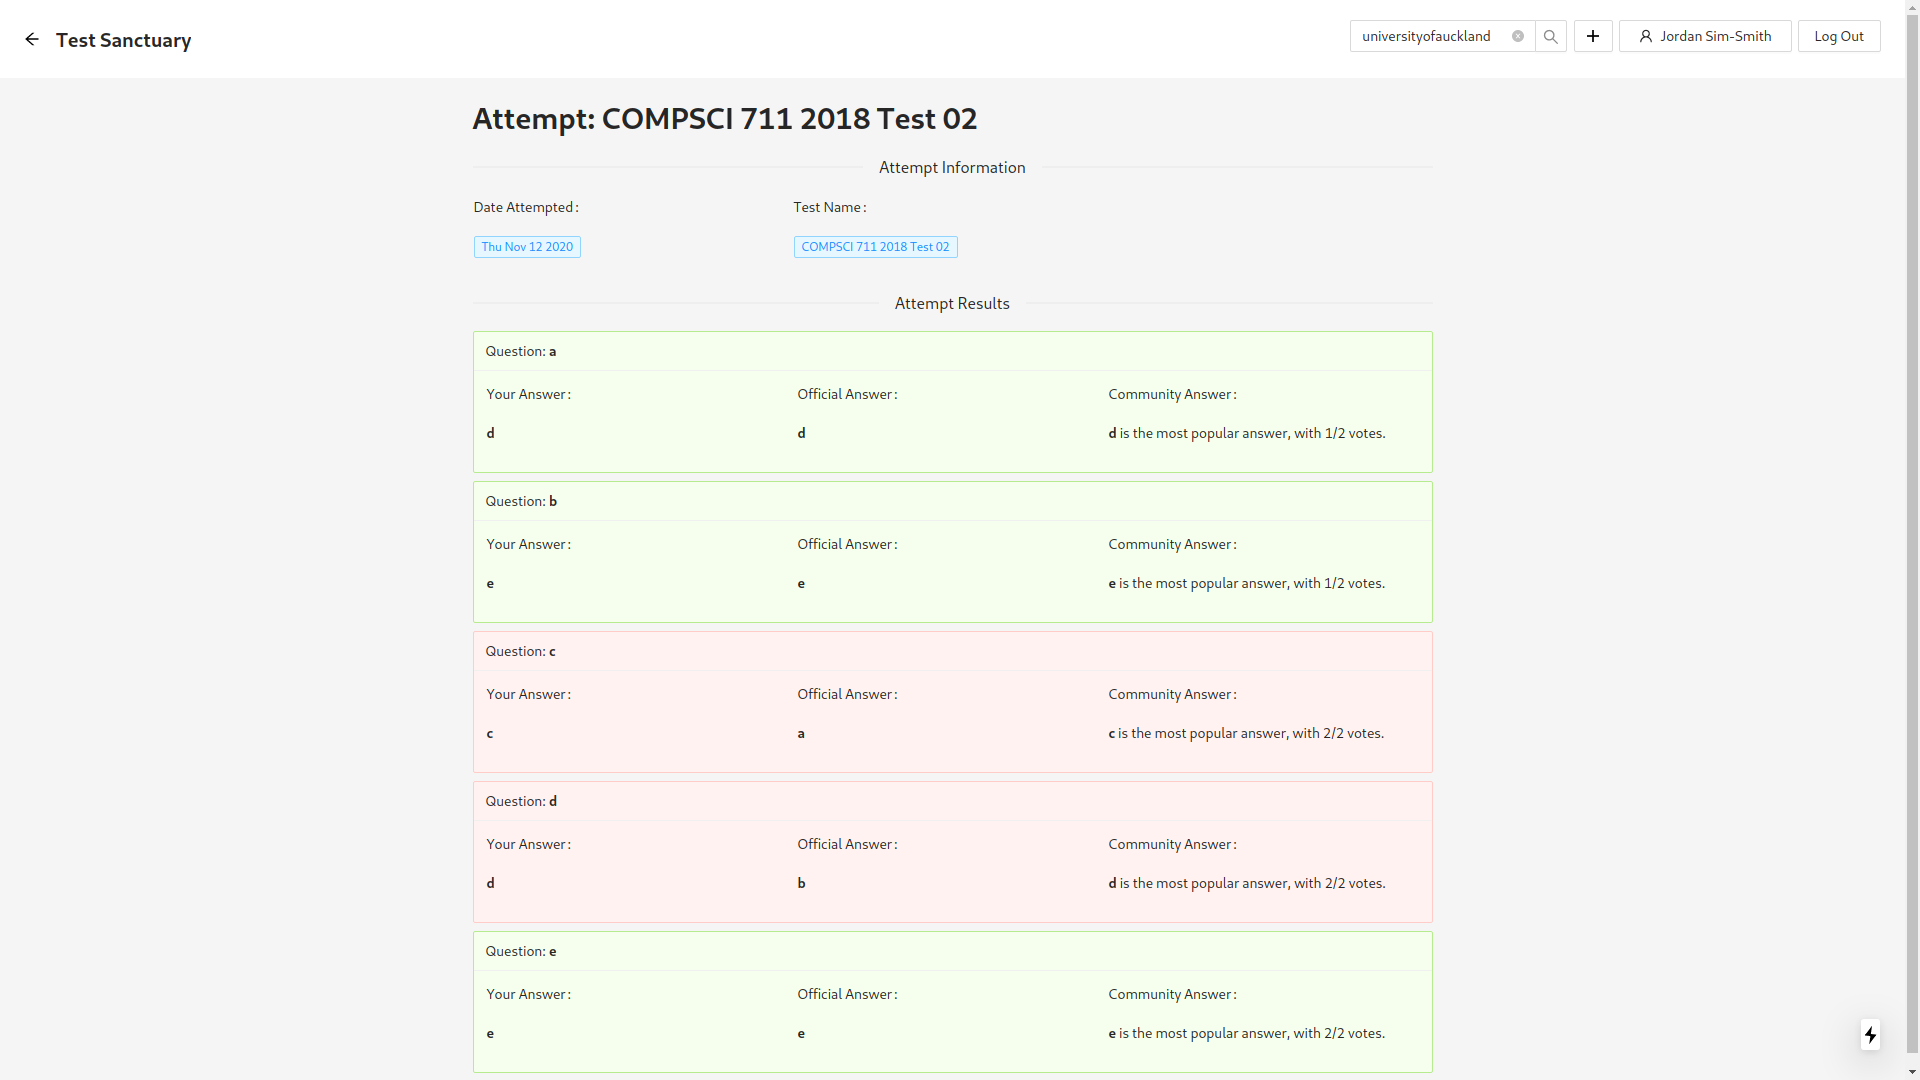 Test Sanctuary
universityofauckland
Jordan Sim-Smith
Log Out
Attempt: COMPSCI 711 2018 Test 02
Attempt Information
Date Attempted:
Test Name:
Thu Nov 12 2020
COMPSCI 711 2018 Test 02
Attempt Results
Question: a
Your Answer:
Official Answer:
Community Answer:
d
d
d is the most popular answer, with 1/2 votes.
Question: b
Your Answer:
Official Answer:
Community Answer:
e
e
e is the most popular answer, with 1/2 votes.
Question: c
Your Answer:
Official Answer:
Community Answer:
c
a
c is the most popular answer, with 2/2 votes.
Question: d
Your Answer:
Official Answer:
Community Answer:
d
b
d is the most popular answer, with 2/2 votes.
Question: e
Your Answer:
Official Answer:
Community Answer:
e
e
e is the most popular answer, with 2/2 votes.